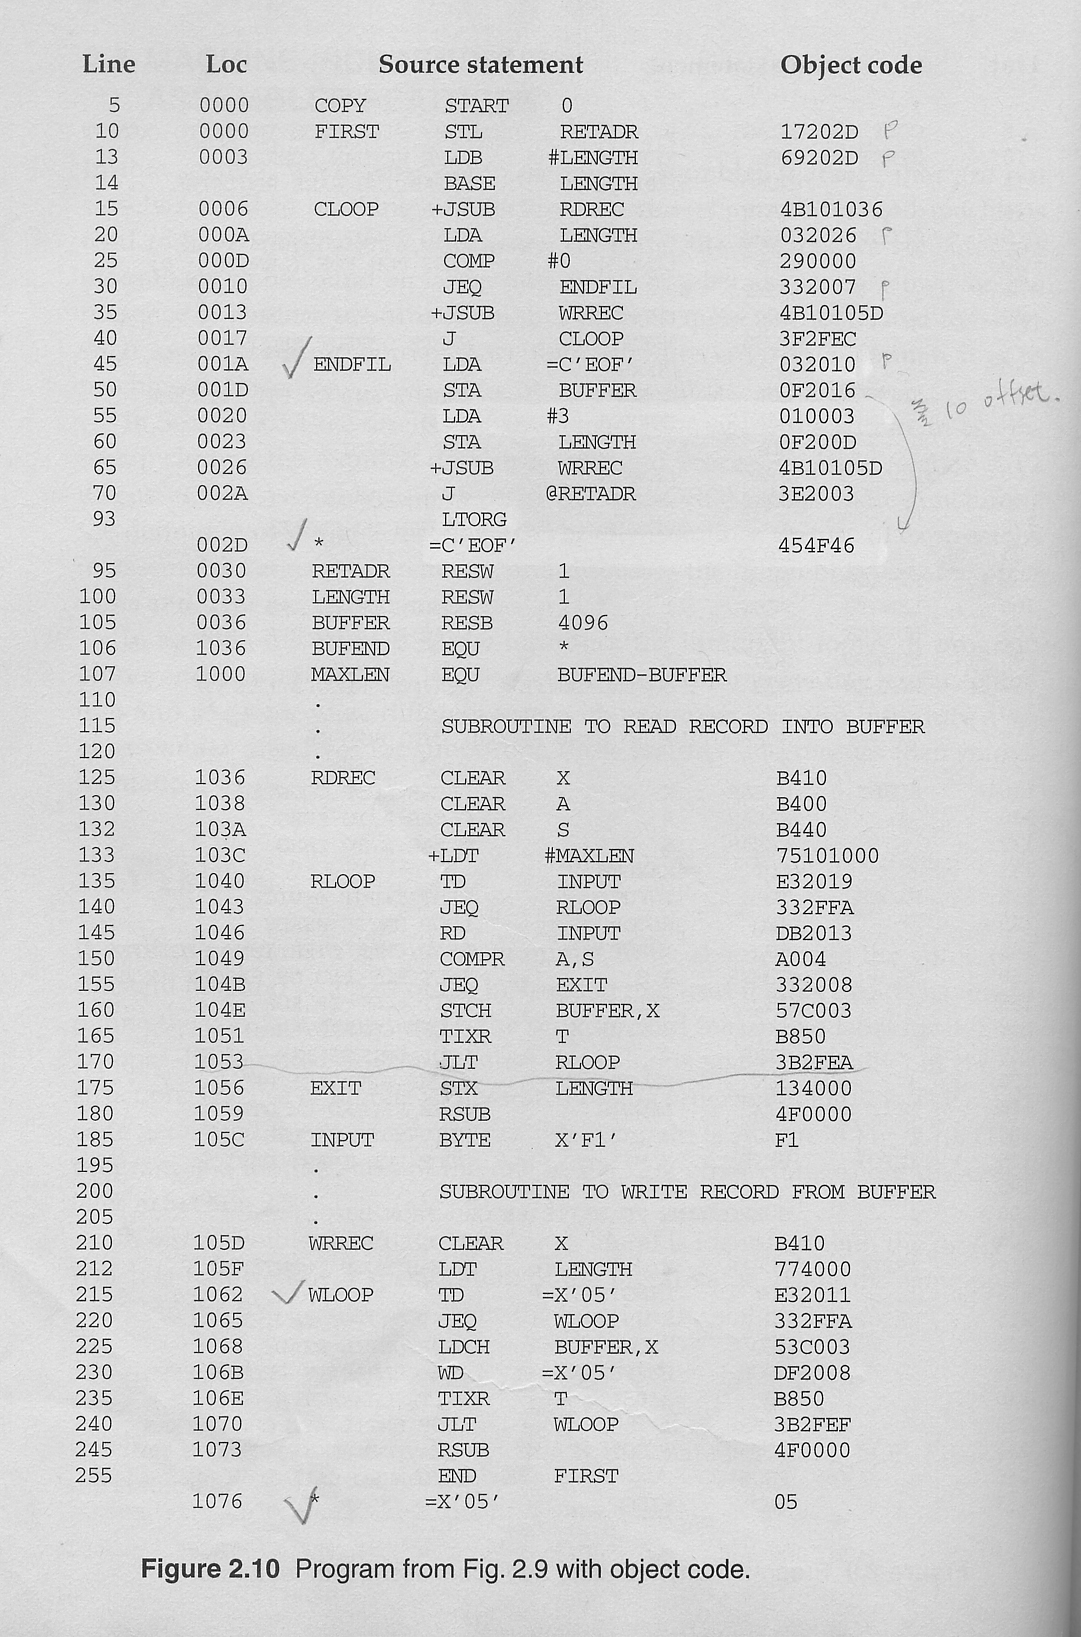 Line Loc Source statement Object code
5 0000 COPY START 0
10 0000 FIRST STL RETADR 17202D P
13 0003 LDB #LENGTH 69202D P
14 BASE LENGTH
15 0006 CLOOP +JSUB RDREC 4B101036
20 000A LDA LENGTH 032026 P
25 000D COMP #0 290000
30 0010 JEQ ENDFIL 332007 P
35 0013 +JSUB WRREC 4B10105D
40 0017 J CLOOP 3F2FEC
45 001A ENDFIL LDA =C'EOF' 032010 P
50 001D STA BUFFER 0F2016
10 offset.
55 0020 LDA #3 010003
60 0023 STA LENGTH 0F200D
65 0026 +JSUB WRREC 4B10105D
70 002A J @RETADR 3E2003
93 LTORG
002D * =C'EOF' 454F46
95 0030 RETADR RESW 1
100 0033 LENGTH RESW 1
105 0036 BUFFER RESB 4096
106 1036 BUFEND EQU *
107 1000 MAXLEN EQU BUFEND-BUFFER
110 .
115 . SUBROUTINE TO READ RECORD INTO BUFFER
120 .
125 1036 RDREC CLEAR X B410
130 1038 CLEAR A B400
132 103A CLEAR S B440
133 103C +LDT #MAXLEN 75101000
135 1040 RLOOP TD INPUT E32019
140 1043 JEQ RLOOP 332FFA
145 1046 RD INPUT DB2013
150 1049 COMPR A,S A004
155 104B JEQ EXIT 332008
160 104E STCH BUFFER,X 57C003
165 1051 TIXR T B850
170 1053 JLT RLOOP 3B2FEA
175 1056 EXIT STX LENGTH 134000
180 1059 RSUB 4F0000
185 105C INPUT BYTE X'F1' F1
195 .
200 . SUBROUTINE TO WRITE RECORD FROM BUFFER
205 .
210 105D WRREC CLEAR X B410
212 105F LDT LENGTH 774000
215 1062 WLOOP TD =X'05' E32011
220 1065 JEQ WLOOP 332FFA
225 1068 LDCH BUFFER,X 53C003
230 106B WD =X'05' DF2008
235 106E TIXR T B850
240 1070 JLT WLOOP 3B2FEF
245 1073 RSUB 4F0000
255 END FIRST
1076 * =X'05' 05
Figure 2.10 Program from Fig. 2.9 with object code.